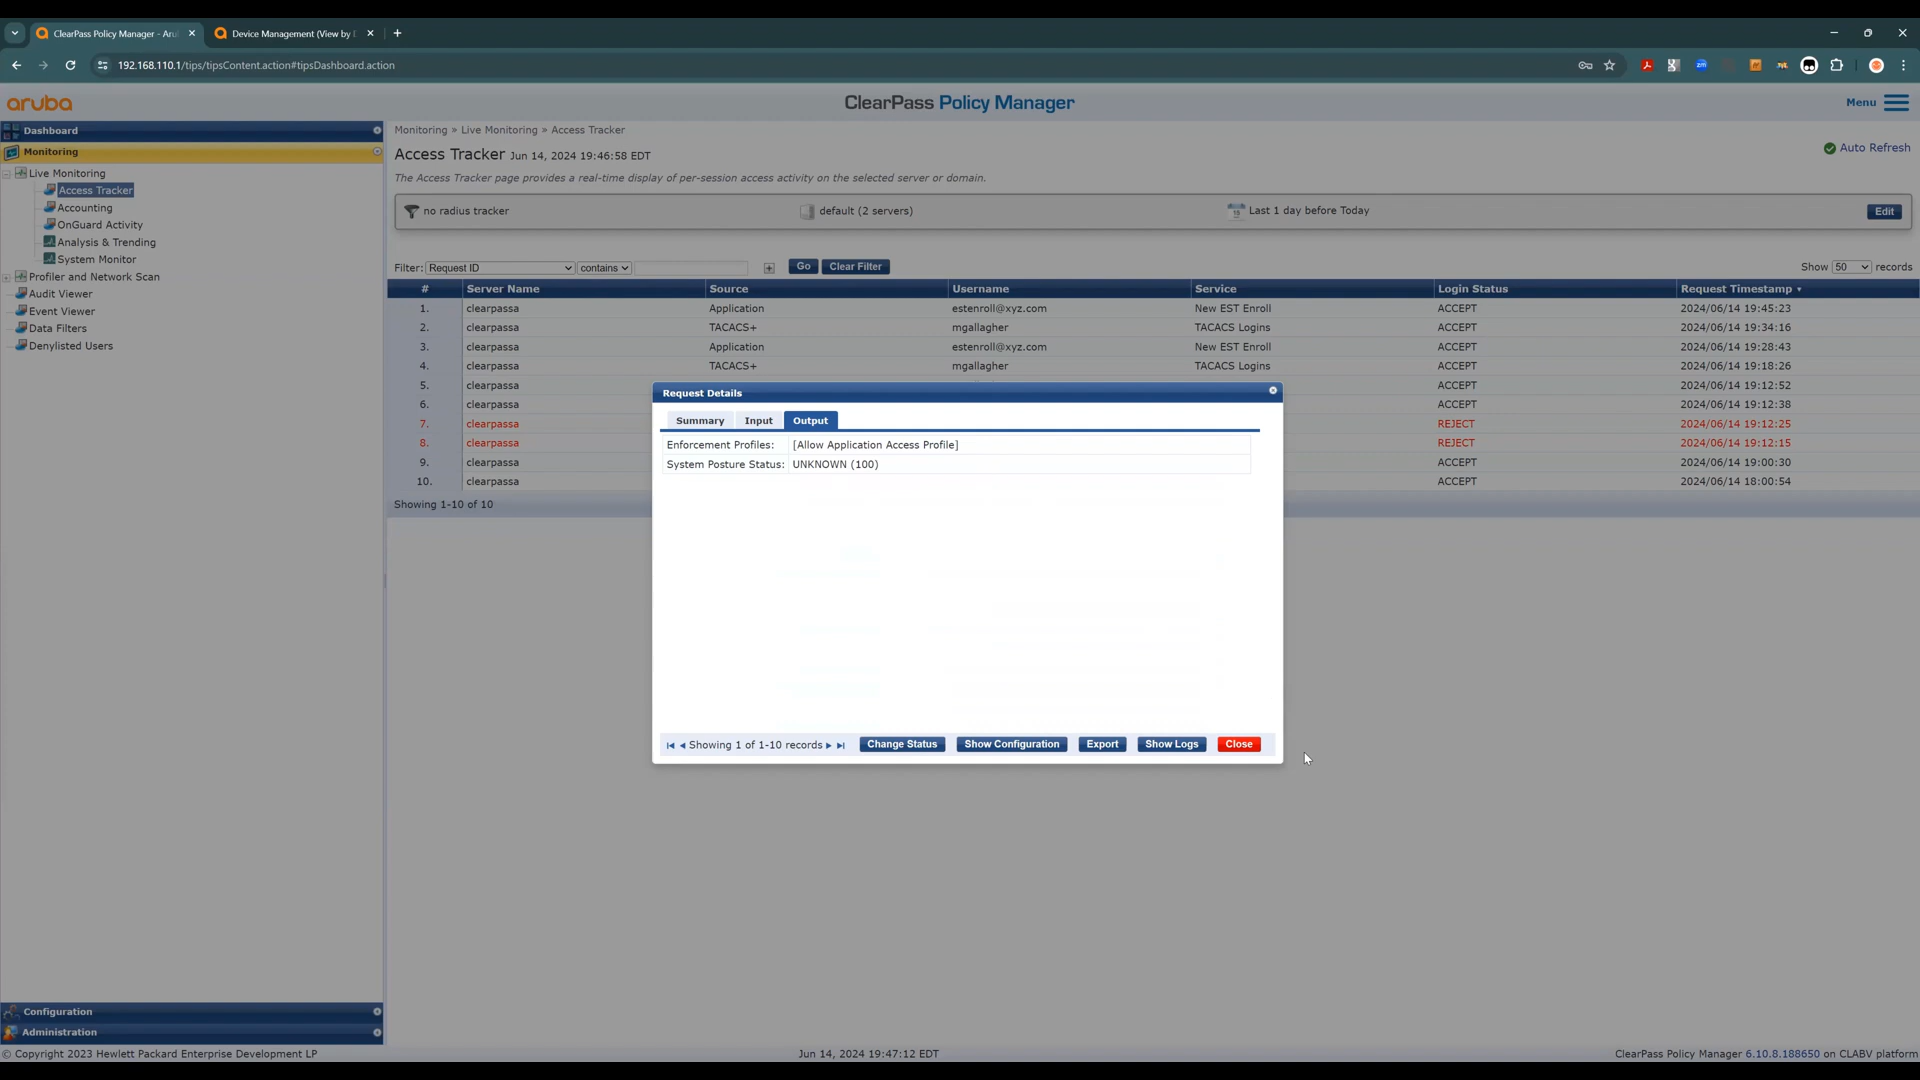 ClearPass Policy Manager - Aru
Device Management (View by
192.168.110.1/tips/tipsContent.action#tipsDashboard.action
aruba
ClearPass Policy Manager
Menu
Dashboard
Monitoring
Live Monitoring
Access Tracker
Accounting
OnGuard Activity
Analysis & Trending
System Monitor
Profiler and Network Scan
Audit Viewer
Event Viewer
Data Filters
Denylisted Users
Configuration
Administration
Monitoring » Live Monitoring » Access Tracker
Access Tracker Jun 14, 2024 19:46:58 EDT
Auto Refresh
The Access Tracker page provides a real-time display of per-session access activity on the selected server or domain.
no radius tracker default (2 servers) Last 1 day before Today Edit
Filter: Request ID contains Go Clear Filter Show 50 records
# Server Name Source Username Service Login Status Request Timestamp
1. clearpassa Application estenroll@xyz.com New EST Enroll ACCEPT 2024/06/14 19:45:23
2. clearpassa TACACS+ mgallagher TACACS Logins ACCEPT 2024/06/14 19:34:16
3. clearpassa Application estenroll@xyz.com New EST Enroll ACCEPT 2024/06/14 19:28:43
4. clearpassa TACACS+ mgallagher TACACS Logins ACCEPT 2024/06/14 19:18:26
5. clearpassa ACCEPT 2024/06/14 19:12:52
6. clearpassa ACCEPT 2024/06/14 19:12:38
7. clearpassa REJECT 2024/06/14 19:12:25
8. clearpassa REJECT 2024/06/14 19:12:15
9. clearpassa ACCEPT 2024/06/14 19:00:30
10. clearpassa ACCEPT 2024/06/14 18:00:54
Showing 1-10 of 10
Request Details
Summary Input Output
Enforcement Profiles: [Allow Application Access Profile]
System Posture Status: UNKNOWN (100)
Showing 1 of 1-10 records Change Status Show Configuration Export Show Logs Close
© Copyright 2023 Hewlett Packard Enterprise Development LP Jun 14, 2024 19:47:12 EDT ClearPass Policy Manager 6.10.8.188650 on CLABV platform